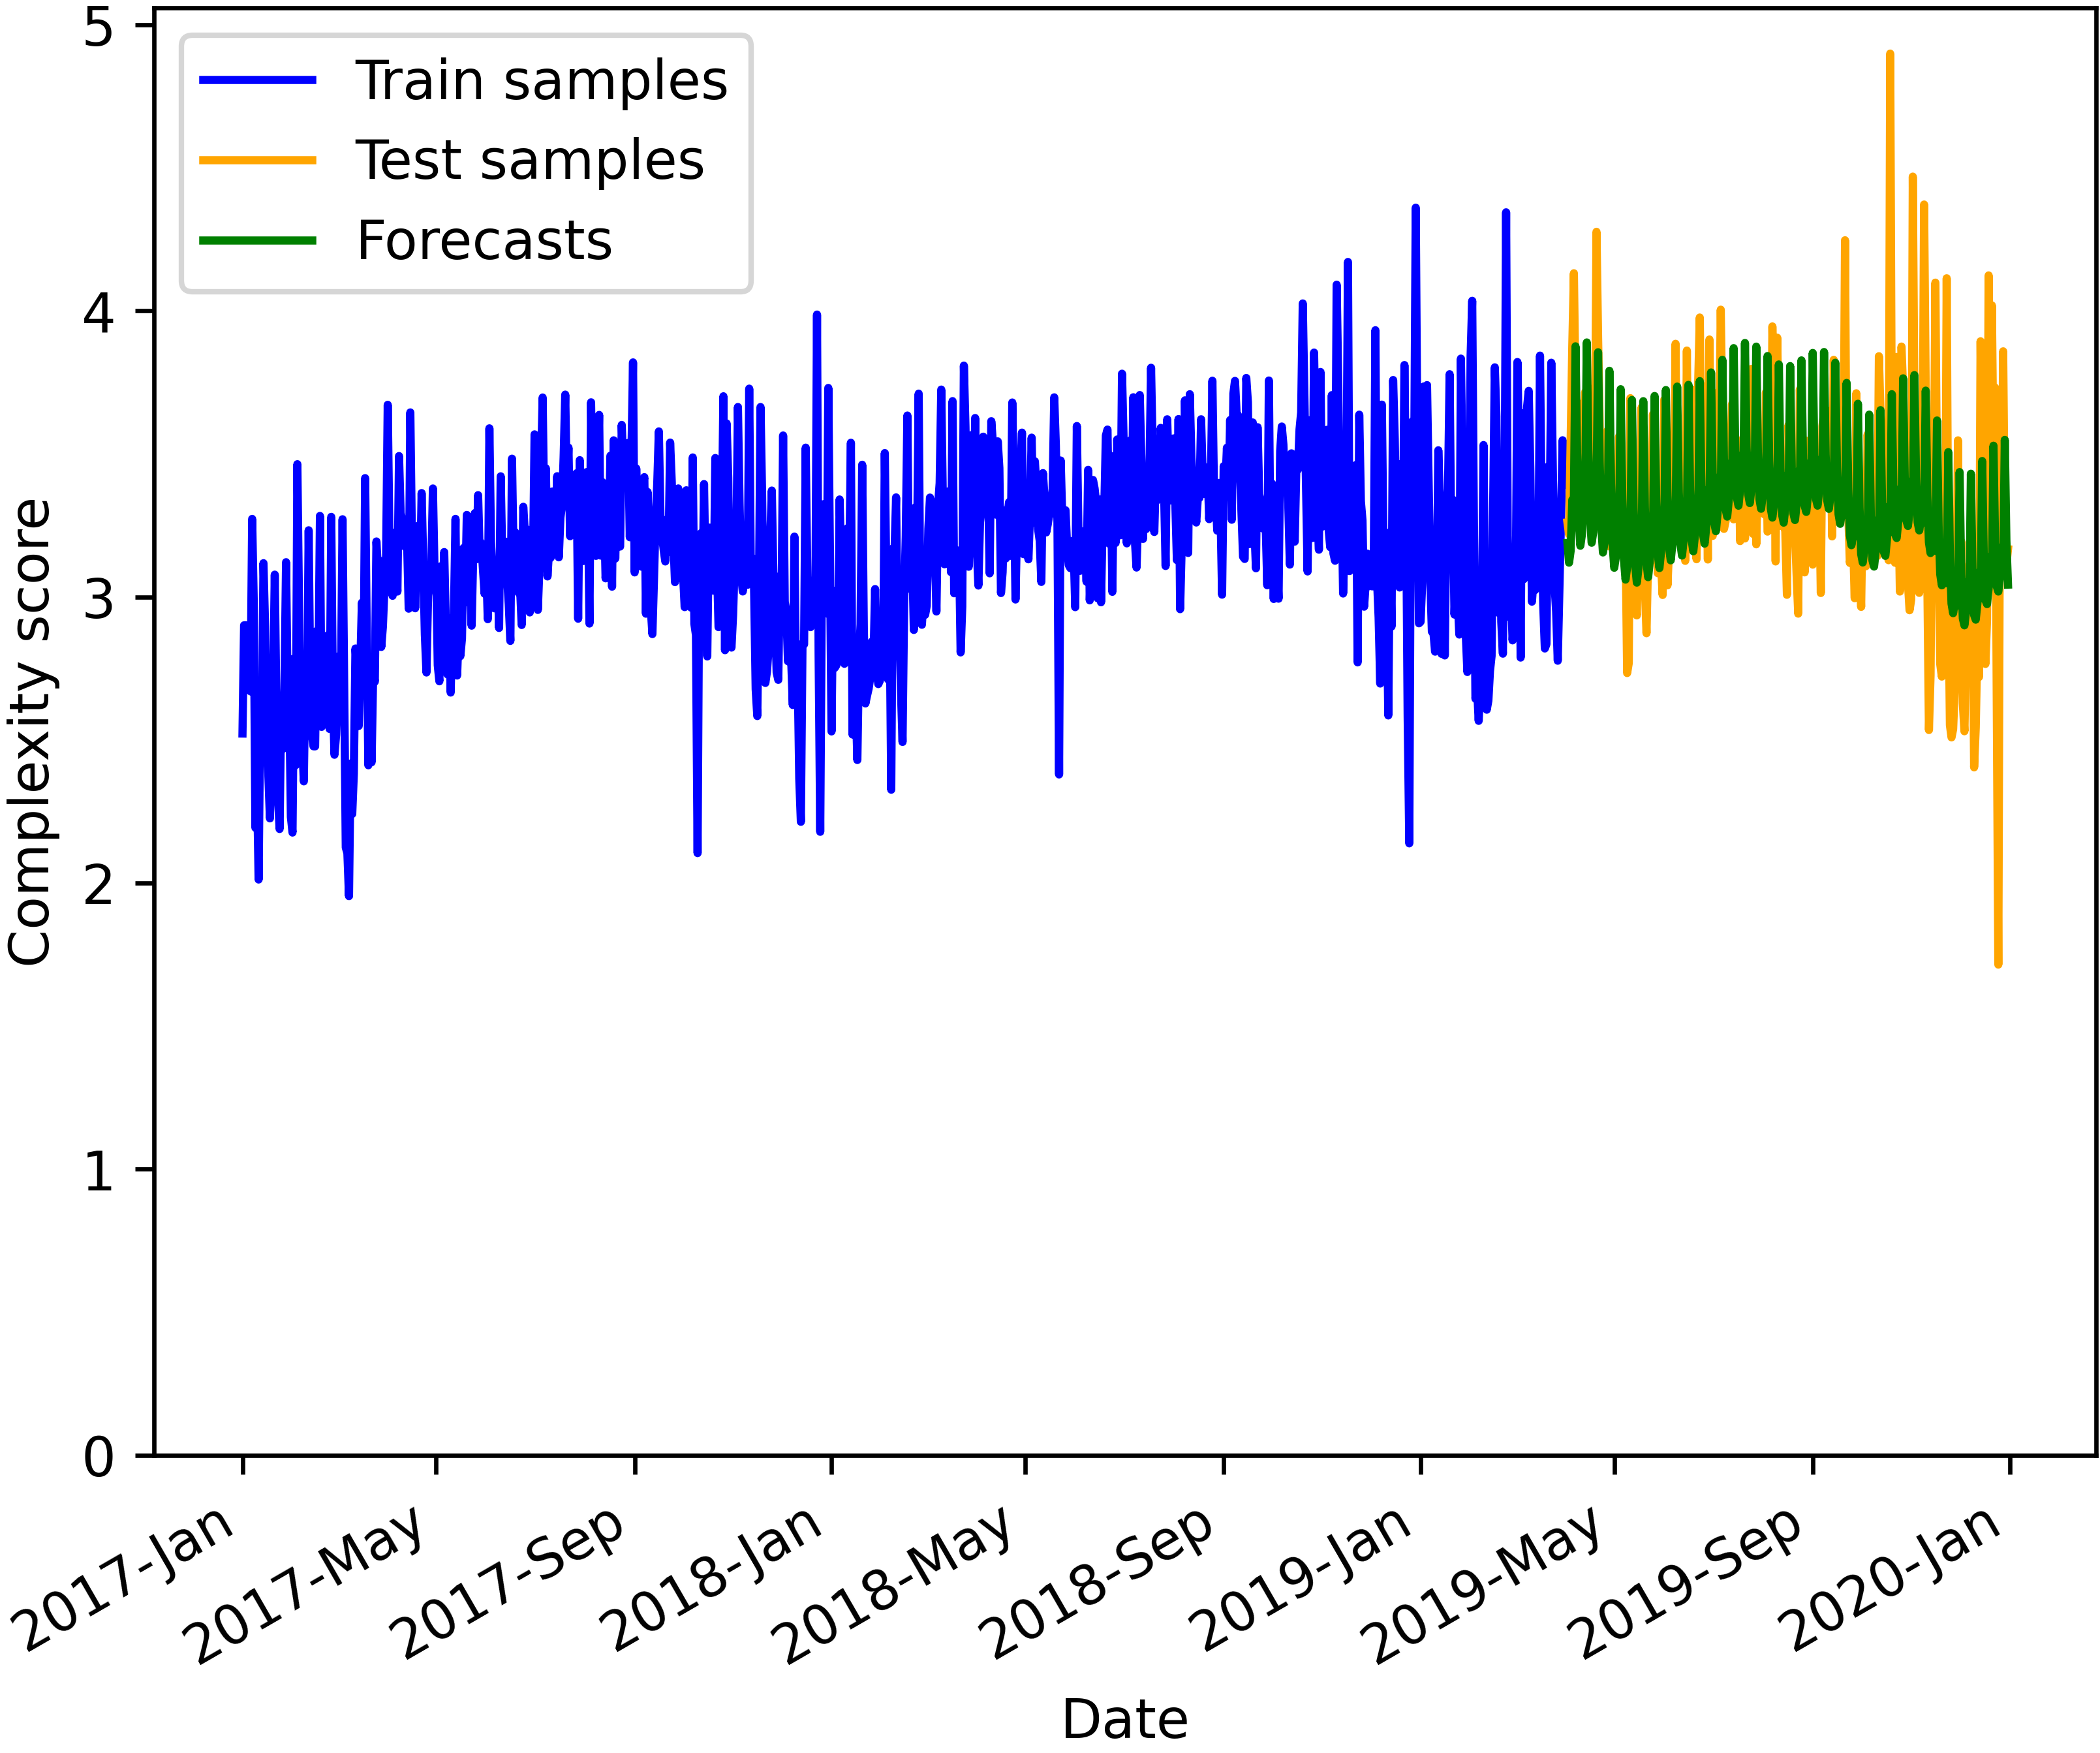 5
4
3
2
1
0
Complexity score
Train samples
Test samples
Forecasts
2017-Jan
2017-May
2017-Sep
2018-Jan
2018-May
2018-Sep
2019-Jan
2019-May
2019-Sep
2020-Jan
Date